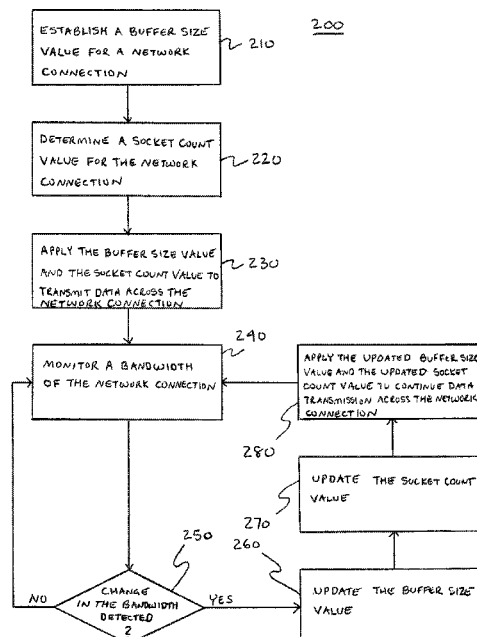 200
ESTABLISH A BUFFER SIZE
VALUE FOR A NETWORK
CONNECTION
210
DETERMINE A SOCKET COUNT
VALUE FOR THE NETWORK
CONNECTION
220
APPLY THE BUFFER SIZE VALUE
AND THE SOCKET COUNT VALUE TO
TRANSMIT DATA ACROSS THE
NETWORK CONNECTION
230
MONITOR A BANDWIDTH
OF THE NETWORK CONNECTION
240
CHANGE
IN THE BANDWIDTH
DETECTED
?
250
NO
YES
UPDATE THE BUFFER SIZE
VALUE
260
UPDATE THE SOCKET COUNT
VALUE
270
APPLY THE UPDATED BUFFER SIZE
VALUE AND THE UPDATED SOCKET
COUNT VALUE TO CONTINUE DATA
TRANSMISSION ACROSS THE NETWORK
CONNECTION
280